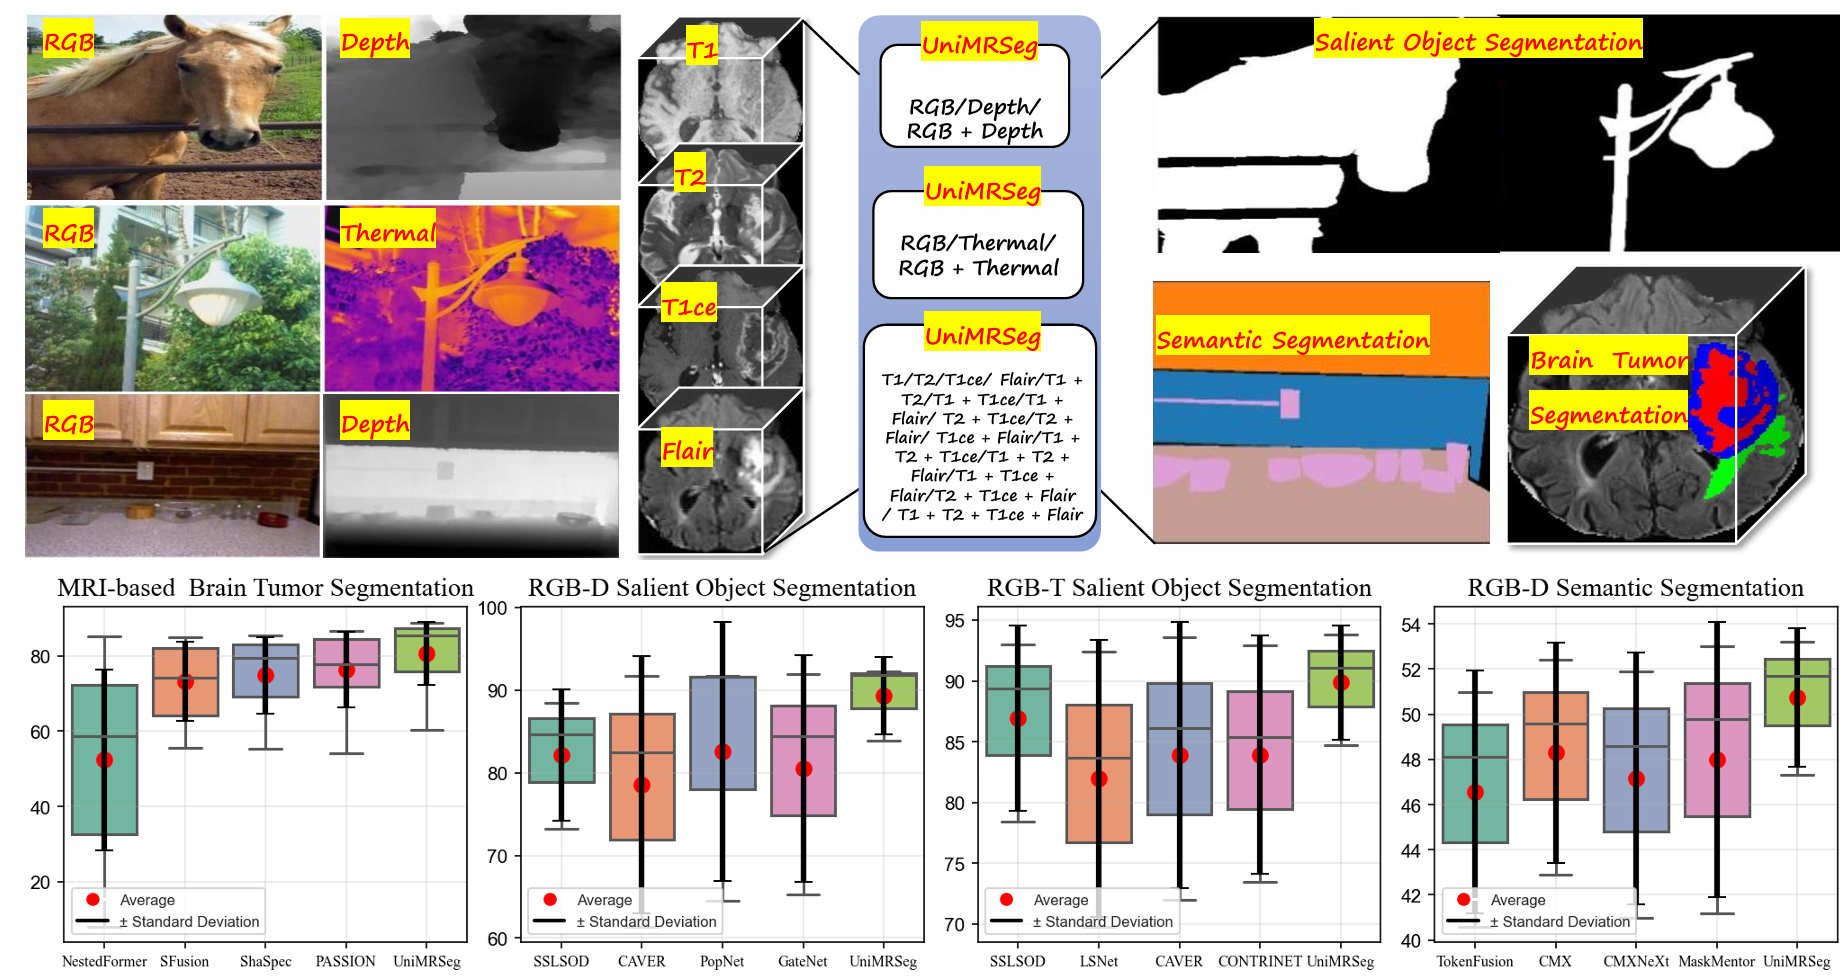 RGB
Depth
RGB
Thermal
RGB
Depth
T1
T2
T1ce
Flair
UniMRSeg
RGB/Depth/
RGB + Depth
UniMRSeg
RGB/Thermal/
RGB + Thermal
UniMRSeg
T1/T2/T1ce/ Flair/T1 +
T2/T1 + T1ce/T1 +
Flair/ T2 + T1ce/T2 +
Flair/ T1ce + Flair/T1 +
T2 + T1ce/T1 + T2 +
Flair/T1 + T1ce +
Flair/T2 + T1ce + Flair
/ T1 + T2 + T1ce + Flair
Salient Object Segmentation
Semantic Segmentation
Brain Tumor
Segmentation
MRI-based Brain Tumor Segmentation
80
60
40
20
Average
± Standard Deviation
NestedFormer SFusion ShaSpec PASSION UniMRSeg
RGB-D Salient Object Segmentation
100
90
80
70
60
Average
± Standard Deviation
SSLSOD CAVER PopNet GateNet UniMRSeg
RGB-T Salient Object Segmentation
95
90
85
80
75
70
Average
± Standard Deviation
SSLSOD LSNet CAVER CONTRINET UniMRSeg
RGB-D Semantic Segmentation
54
52
50
48
46
44
42
40
Average
± Standard Deviation
TokenFusion CMX CMXNeXt MaskMentor UniMRSeg